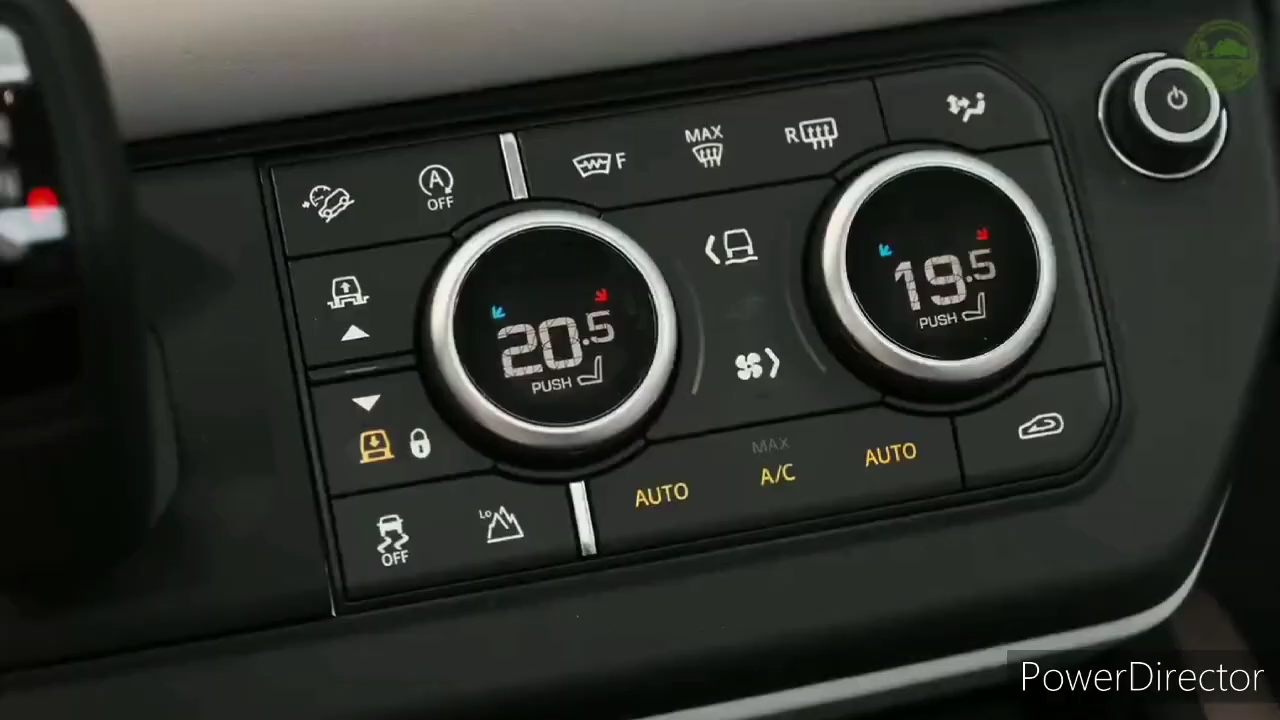 MAX
F
R
A
OFF
20.5
PUSH
19.5
PUSH
MAX
AUTO
A/C
AUTO
LO
OFF
PowerDirector